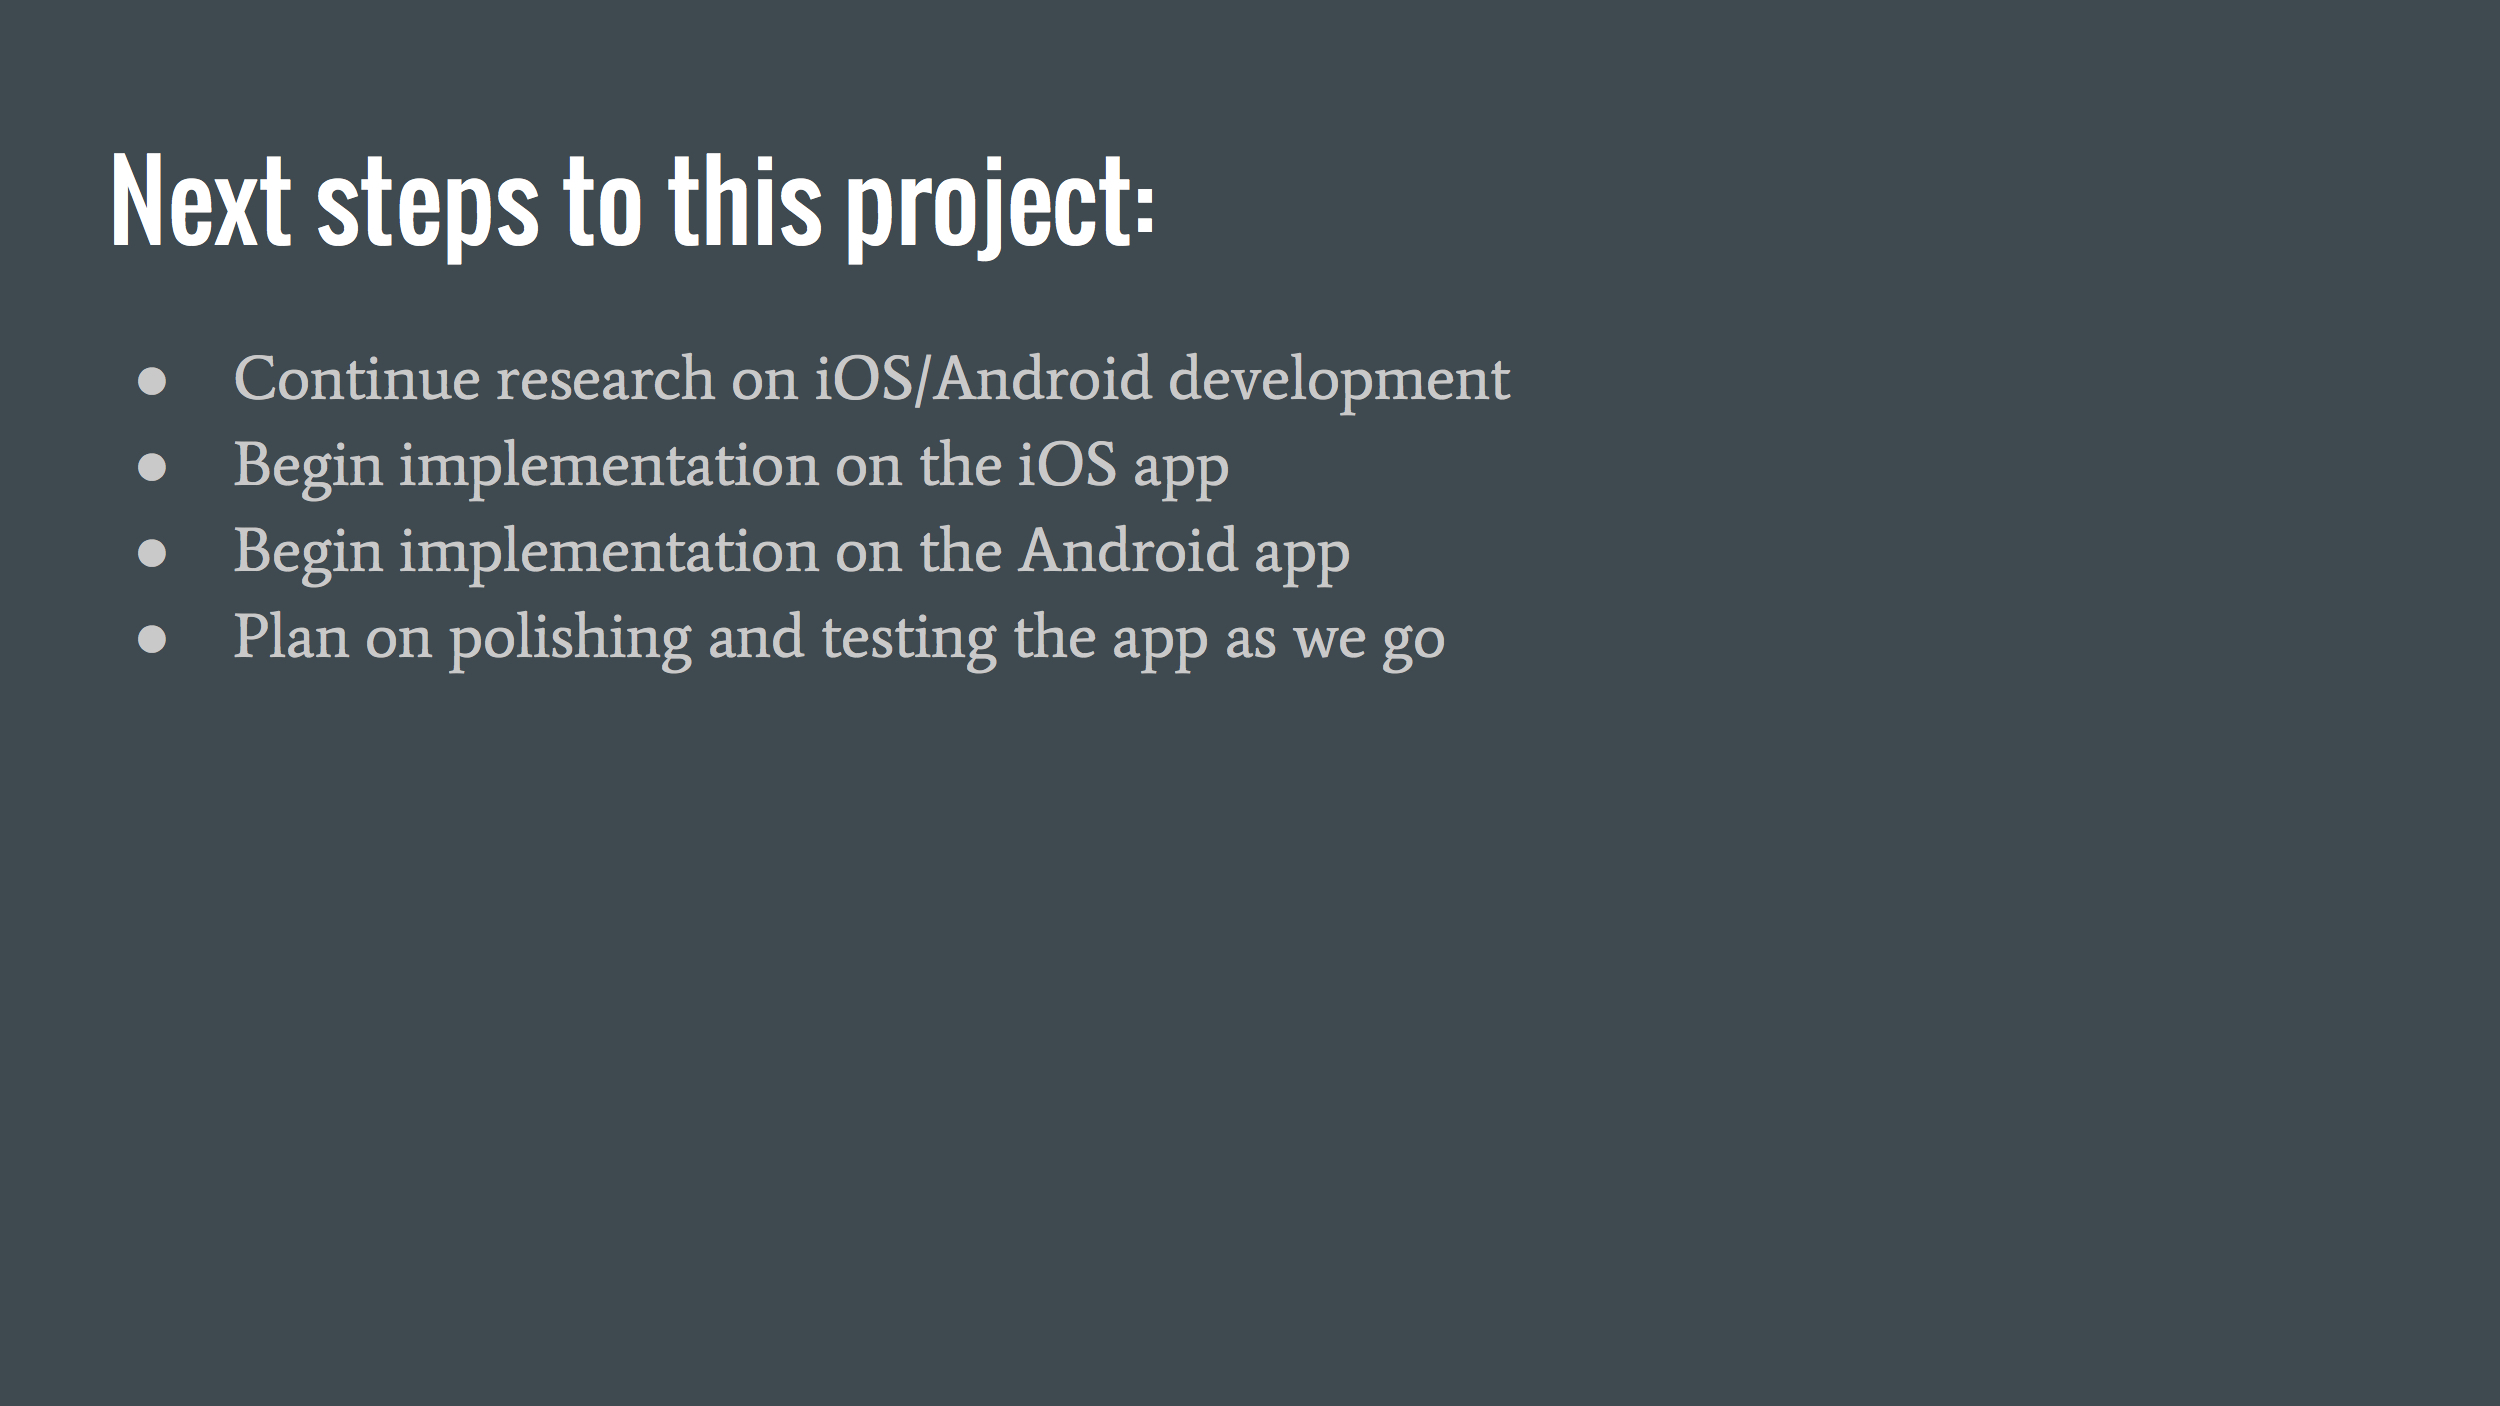 Next steps to this project:
● Continue research on iOS/Android development
● Begin implementation on the iOS app
● Begin implementation on the Android app
● Plan on polishing and testing the app as we go